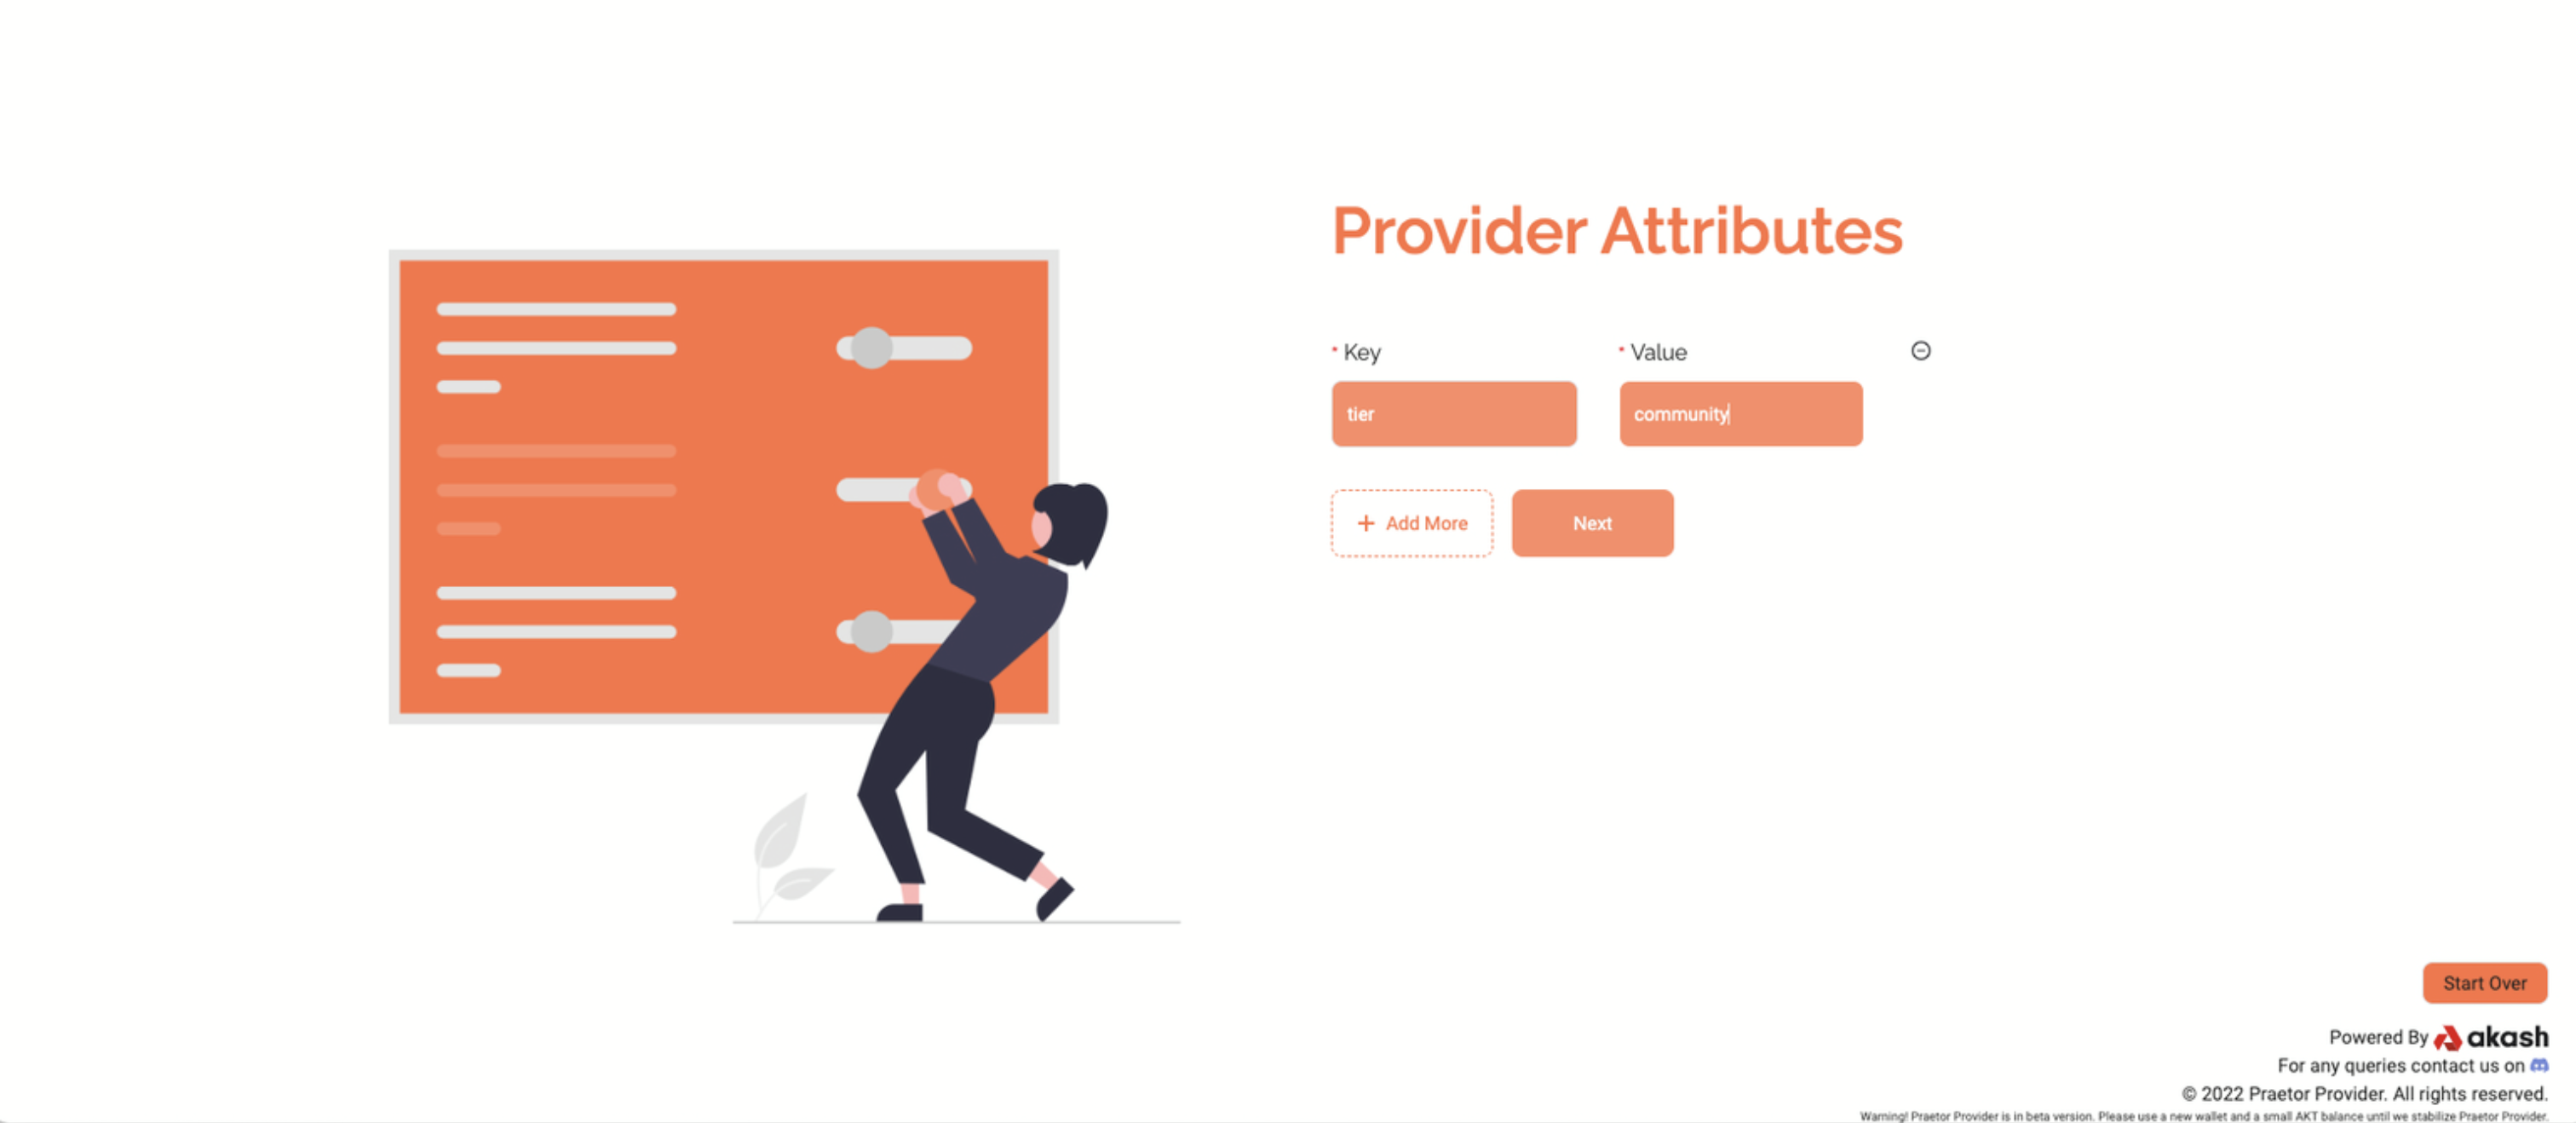 Provider Attributes
* Key
* Value
tier
community
+ Add More
Next
Start Over
Powered By akash
For any queries contact us on
© 2022 Praetor Provider. All rights reserved.
Warning! Praetor Provider is in beta version. Please use a new wallet and a small AKT balance until we stabilize Praetor Provider.